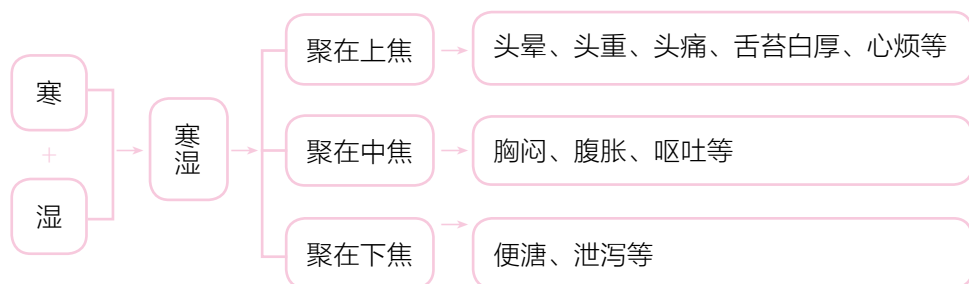 寒
+
湿
寒湿
聚在上焦
头晕、头重、头痛、舌苔白厚、心烦等
聚在中焦
胸闷、腹胀、呕吐等
聚在下焦
便溏、泄泻等